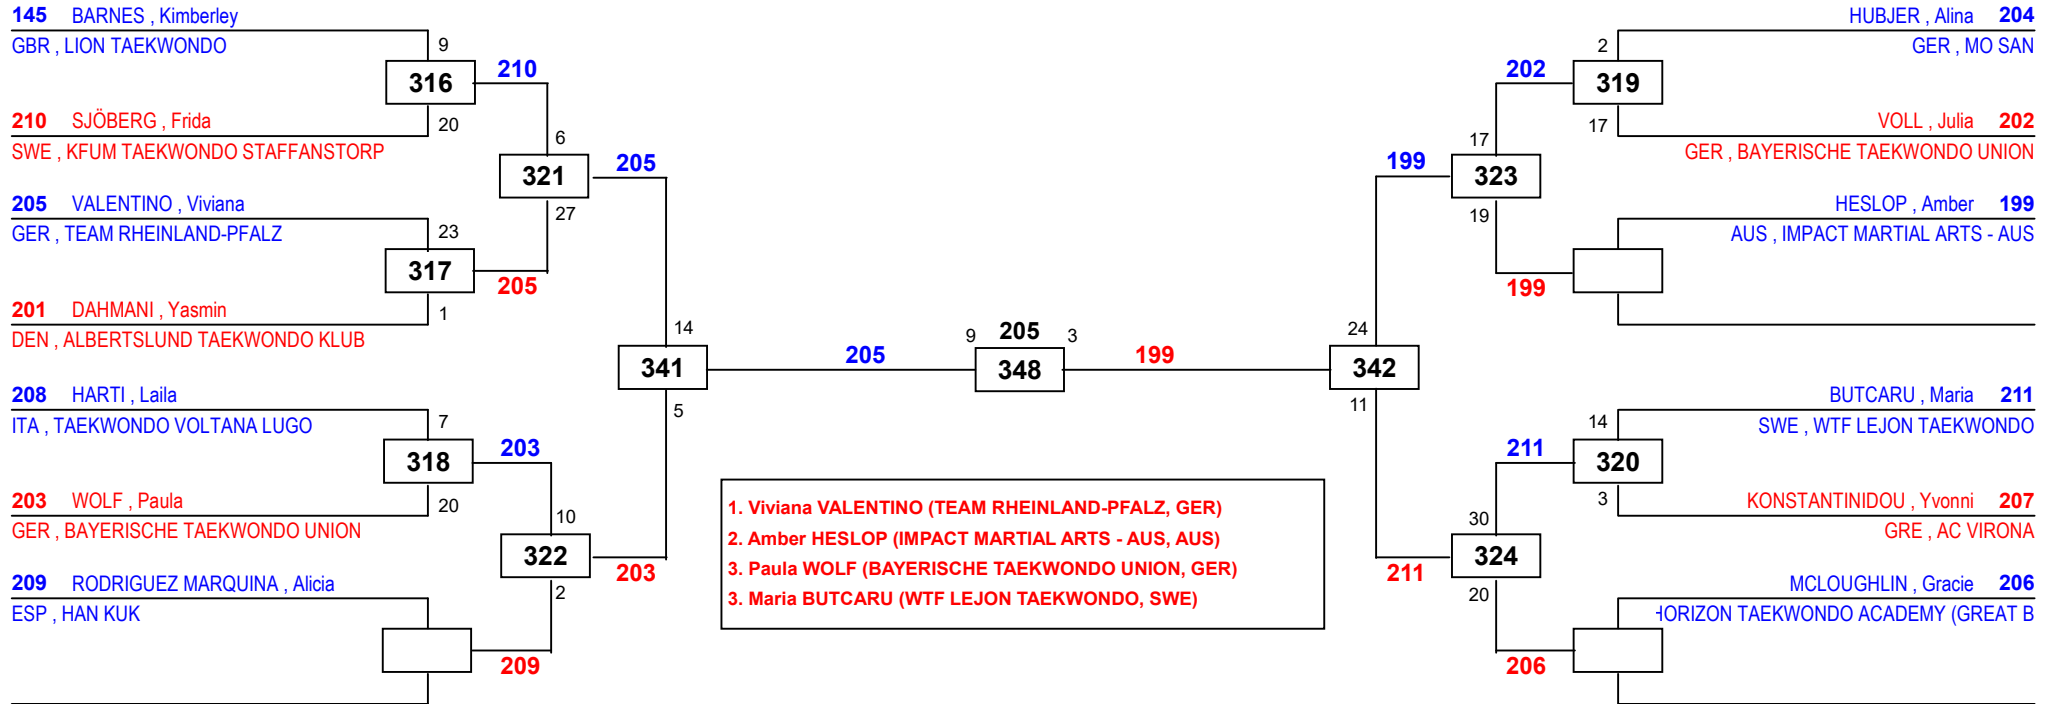 145 BARNES , Kimberley
GBR , LION TAEKWONDO
9
316
210
20
210 SJÖBERG , Frida
SWE , KFUM TAEKWONDO STAFFANSTORP
6
321
205
27
205 VALENTINO , Viviana
GER , TEAM RHEINLAND-PFALZ
23
317
205
1
201 DAHMANI , Yasmin
DEN , ALBERTSLUND TAEKWONDO KLUB
14
341
205
5
208 HARTI , Laila
ITA , TAEKWONDO VOLTANA LUGO
7
318
203
20
203 WOLF , Paula
GER , BAYERISCHE TAEKWONDO UNION
10
322
203
2
209 RODRIGUEZ MARQUINA , Alicia
ESP , HAN KUK
209
9 205 3
348
199
1. Viviana VALENTINO (TEAM RHEINLAND-PFALZ, GER)
2. Amber HESLOP (IMPACT MARTIAL ARTS - AUS, AUS)
3. Paula WOLF (BAYERISCHE TAEKWONDO UNION, GER)
3. Maria BUTCARU (WTF LEJON TAEKWONDO, SWE)
HUBJER , Alina 204
GER , MO SAN
2
202
319
17
VOLL , Julia 202
GER , BAYERISCHE TAEKWONDO UNION
17
199
323
19
HESLOP , Amber 199
AUS , IMPACT MARTIAL ARTS - AUS
199
24
342
11
BUTCARU , Maria 211
SWE , WTF LEJON TAEKWONDO
14
211
320
3
KONSTANTINIDOU , Yvonni 207
GRE , AC VIRONA
30
324
211
20
MCLOUGHLIN , Gracie 206
HORIZON TAEKWONDO ACADEMY (GREAT B
206